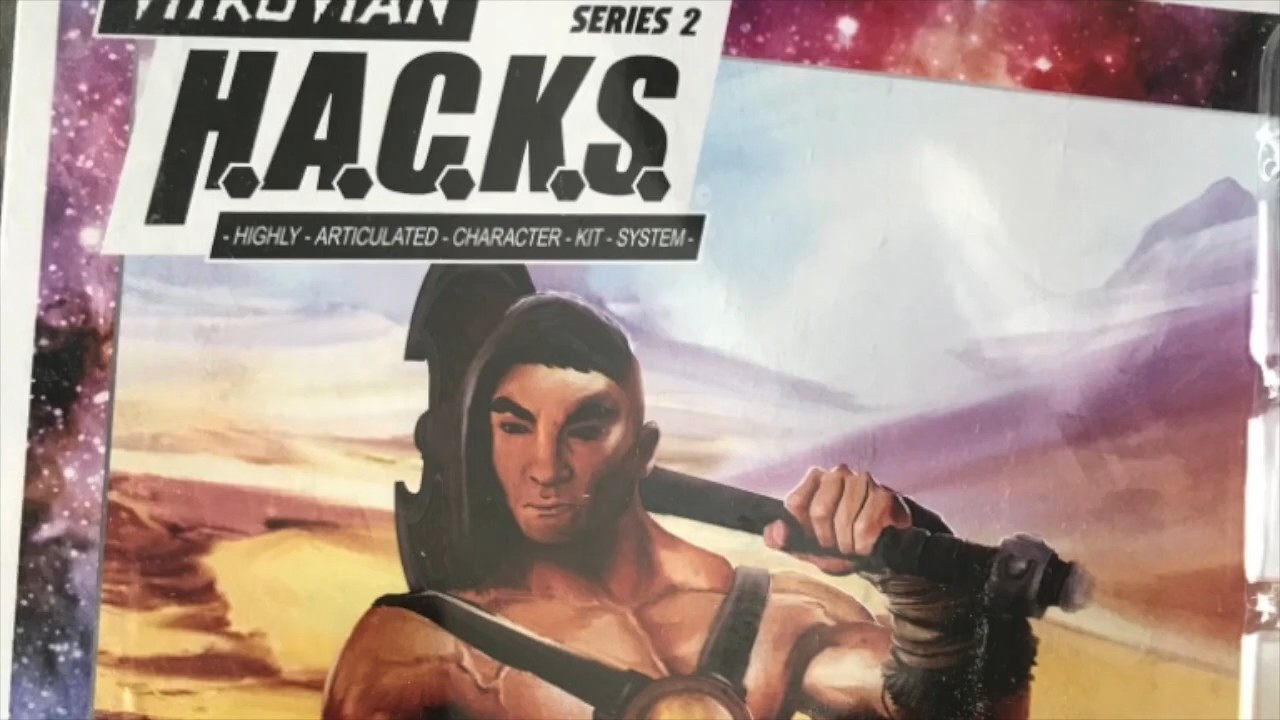 VITRUVIAN
SERIES 2
H.A.C.K.S.
- HIGHLY - ARTICULATED - CHARACTER - KIT - SYSTEM -